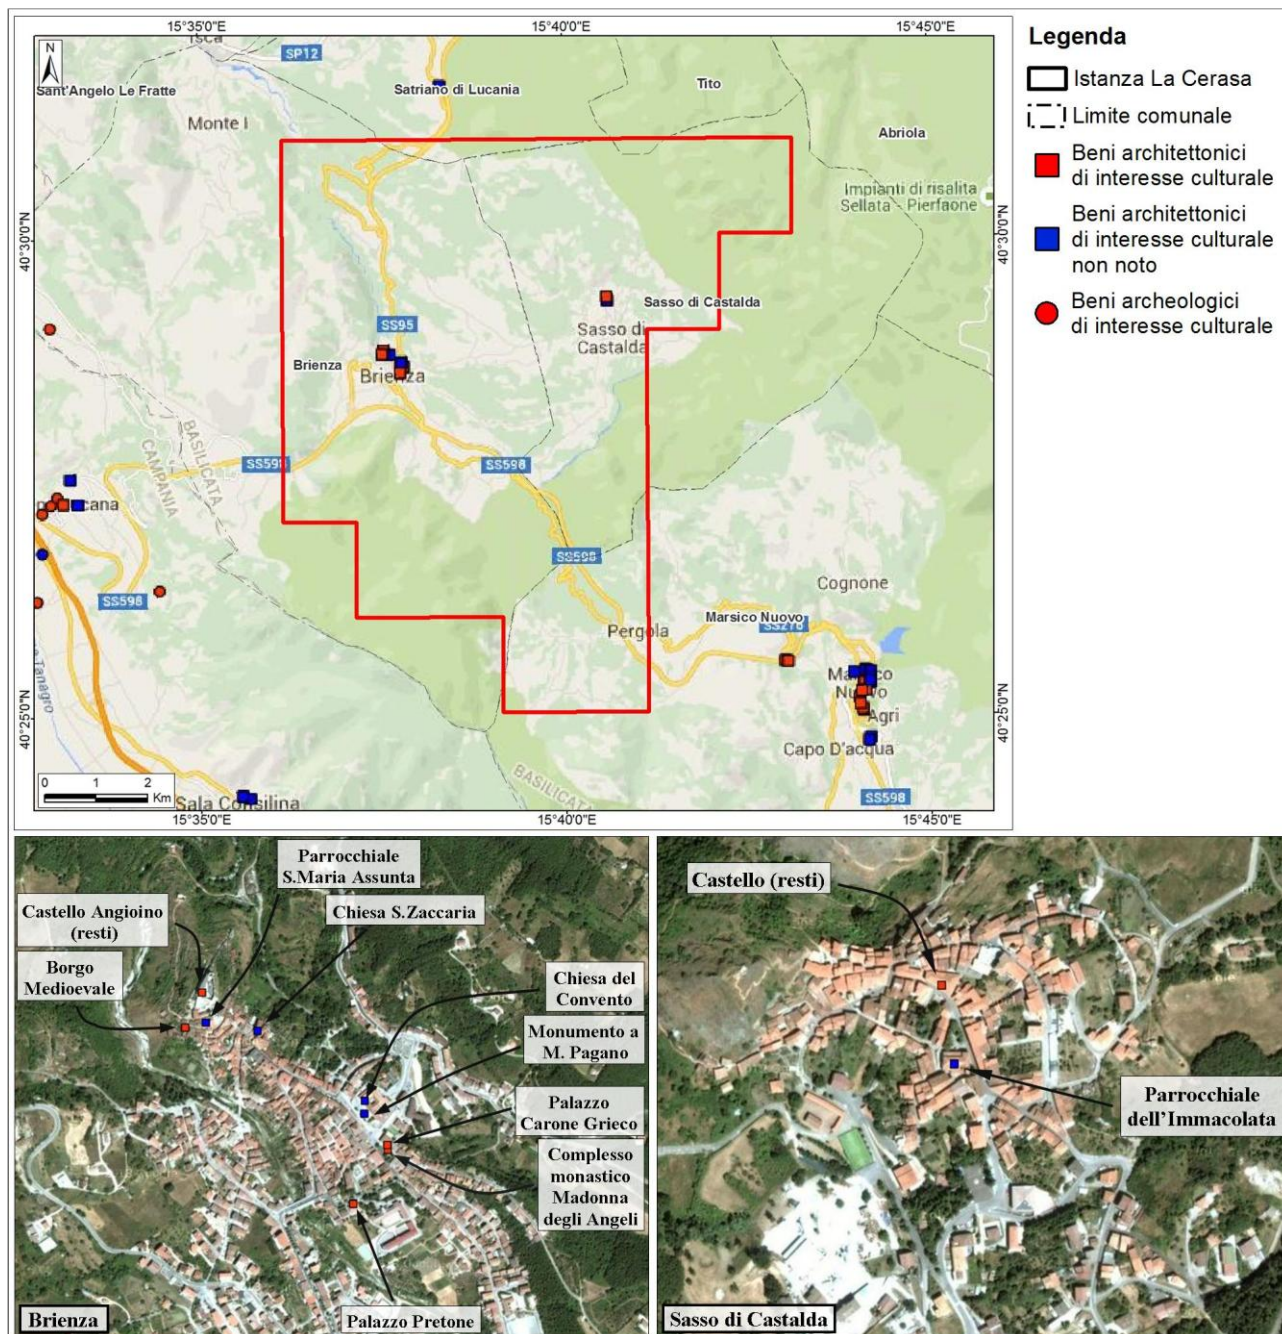 15°35'0"E
15°40'0"E
15°45'0"E
N
Isca
SP12
Sant'Angelo Le Fratte
Satriano di Lucania
Tito
Monte I
Abriola
Impianti di risalita
Sellata - Pierfaone
40°30'0"N
40°30'0"N
Sasso di Castalda
SS95
Sasso di
Castalda
Brienza
Brienza
BASILICATA
CAMPANIA
SS598
SS598
SS598
SS598
Cognone
Marsico Nuovo
SS276
Pergola
Tanagro
Marsico
Nuovo
Agri
Capo D'acqua
40°25'0"N
40°25'0"N
BASILICATA
0 1 2
Km
Sala Consilina
SS598
15°35'0"E
15°40'0"E
15°45'0"E
Legenda
Istanza La Cerasa
Limite comunale
Beni architettonici
di interesse culturale
Beni architettonici
di interesse culturale
non noto
Beni archeologici
di interesse culturale
Parrocchiale
S.Maria Assunta
Castello Angioino
(resti)
Chiesa S.Zaccaria
Borgo
Medioevale
Chiesa del
Convento
Monumento a
M. Pagano
Palazzo
Carone Grieco
Complesso
monastico
Madonna
degli Angeli
Palazzo Pretone
Brienza
Castello (resti)
Parrocchiale
dell'Immacolata
Sasso di Castalda